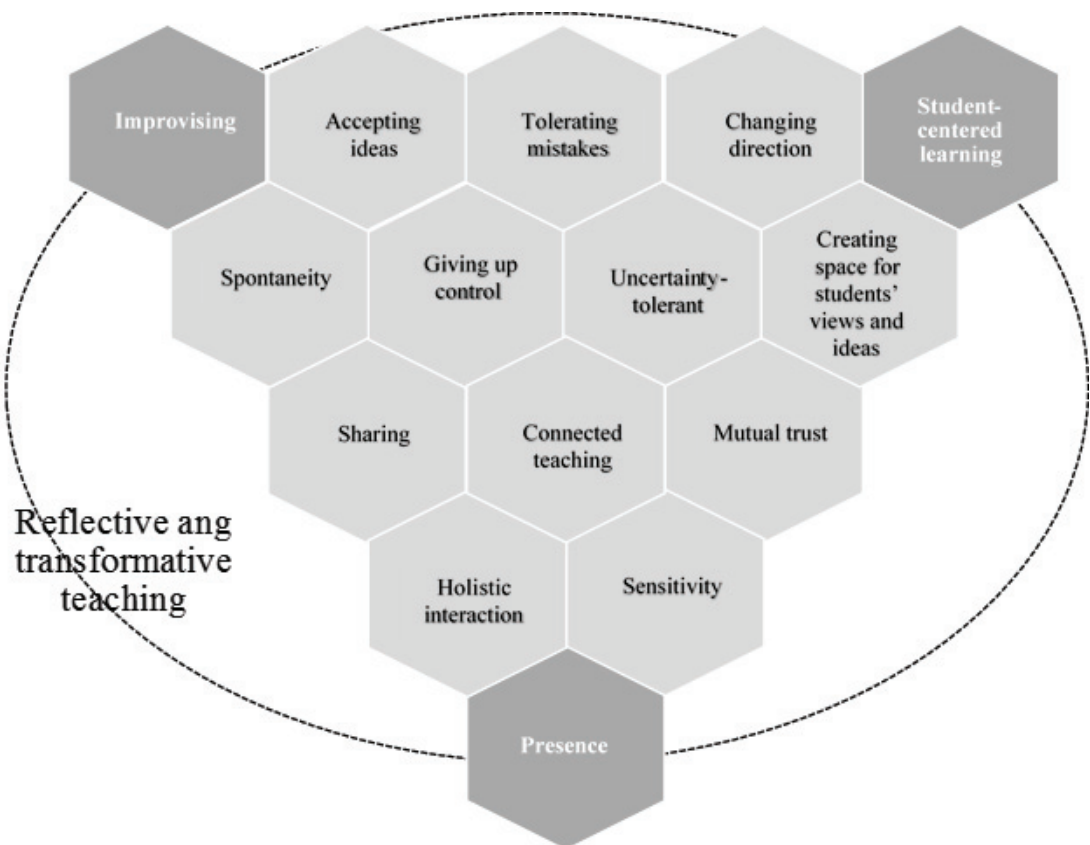 Improvising
Accepting
ideas
Tolerating
mistakes
Changing
direction
Student-
centered
learning
Spontaneity
Giving up
control
Uncertainty-
tolerant
Creating
space for
students’
views and
ideas
Sharing
Connected
teaching
Mutual trust
Reflective ang
transformative
teaching
Holistic
interaction
Sensitivity
Presence